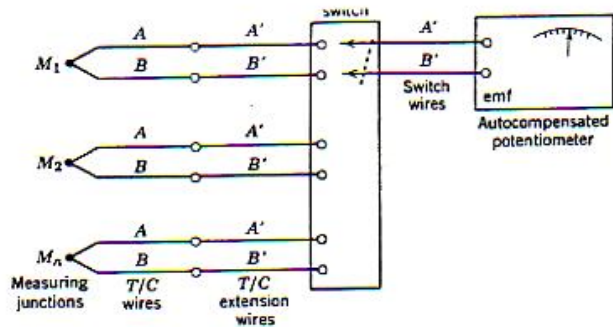 switch
A A' A'
M1 B B' B'
Switch
wires
emf
Autocompensated
potentiometer
A A'
M2 B B'
A A'
Mn B B'
Measuring
junctions
T/C
wires
T/C
extension
wires